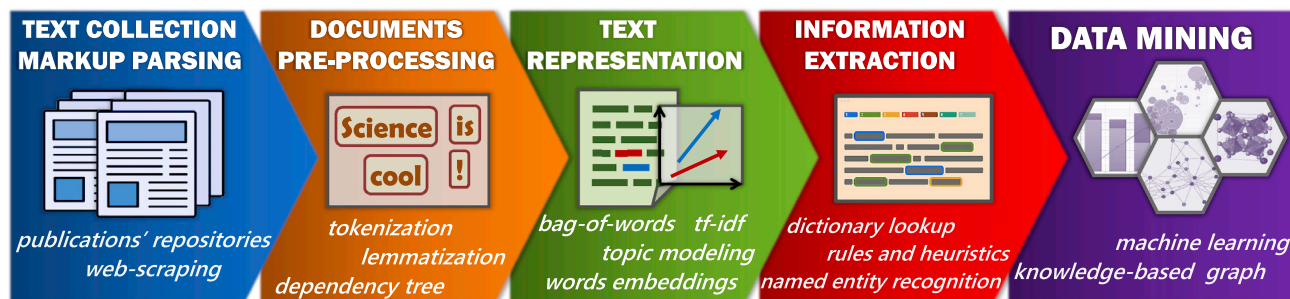 TEXT COLLECTION
MARKUP PARSING
publications’ repositories
web-scraping
DOCUMENTS
PRE-PROCESSING
Science
is
cool
!
tokenization
lemmatization
dependency tree
TEXT
REPRESENTATION
bag-of-words tf-idf
topic modeling
words embeddings
INFORMATION
EXTRACTION
dictionary lookup
rules and heuristics
named entity recognition
DATA MINING
machine learning
knowledge-based graph